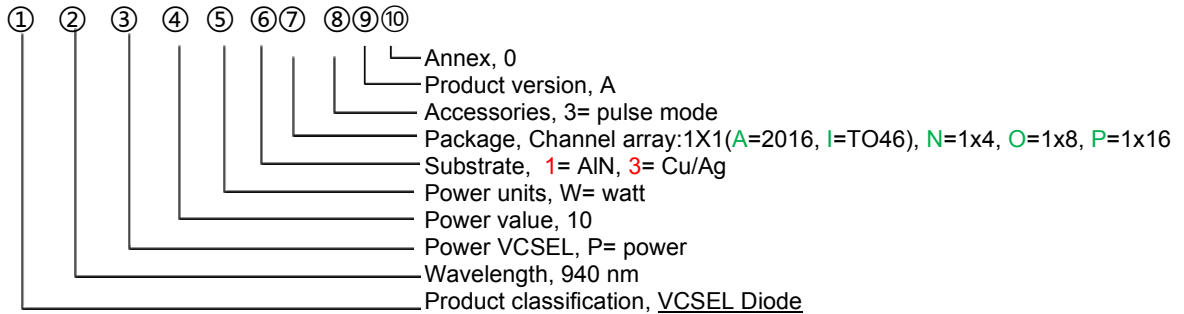 ① ② ③ ④ ⑤ ⑥⑦ ⑧⑨⑩
Annex, 0
Product version, A
Accessories, 3= pulse mode
Package, Channel array:1X1(A=2016, I=TO46), N=1x4, O=1x8, P=1x16
Substrate, 1= AlN, 3= Cu/Ag
Power units, W= watt
Power value, 10
Power VCSEL, P= power
Wavelength, 940 nm
Product classification, VCSEL Diode